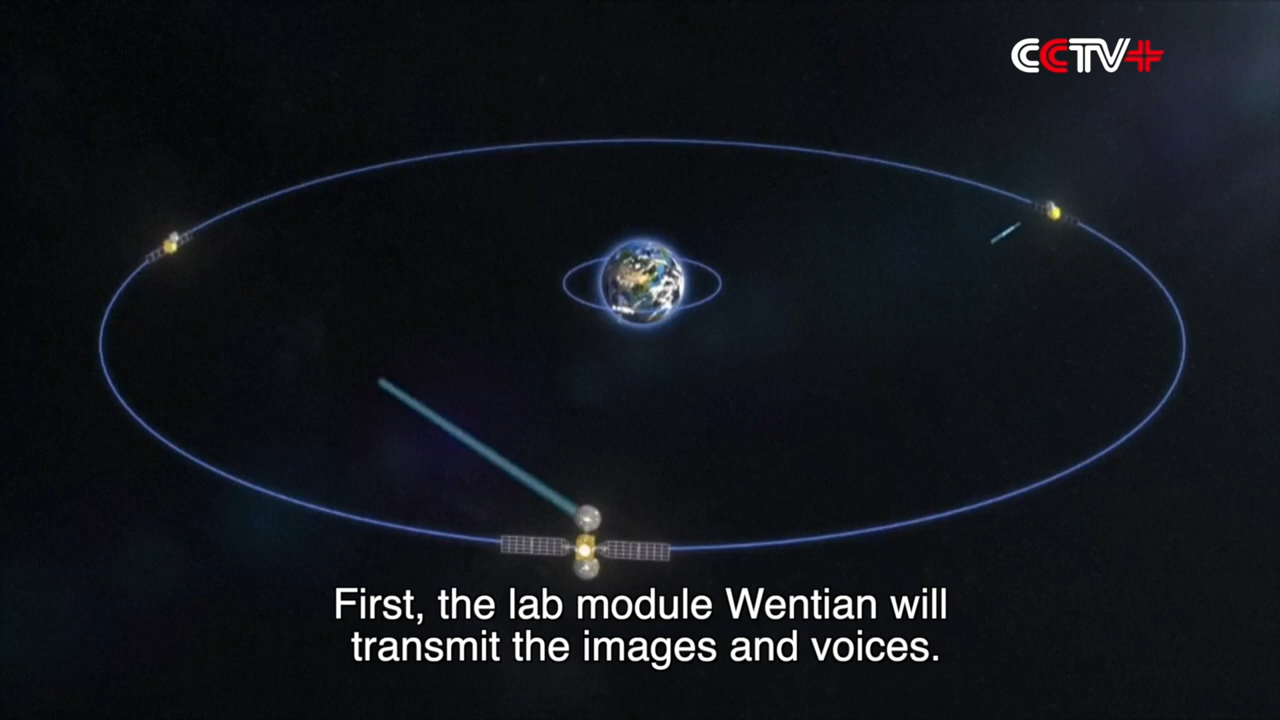 CCTV+
First, the lab module Wentian will
transmit the images and voices.